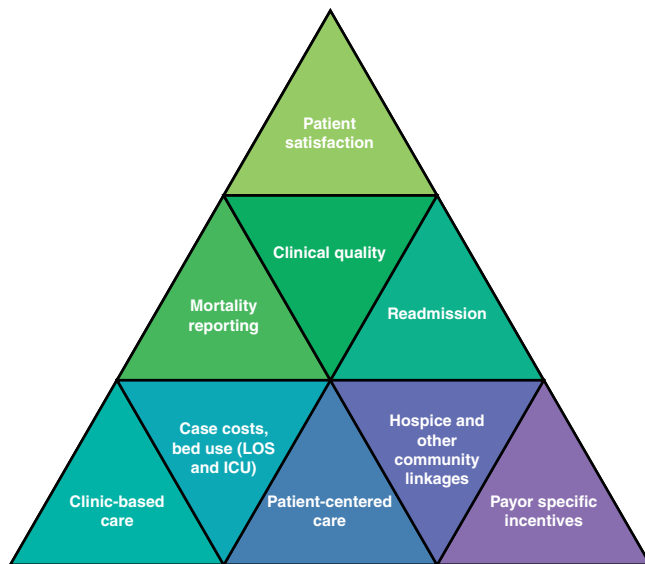 Patient
satisfaction
Clinical quality
Mortality
reporting
Readmission
Case costs,
bed use (LOS
and ICU)
Hospice and
other
community
linkages
Clinic-based
care
Patient-centered
care
Payor specific
incentives